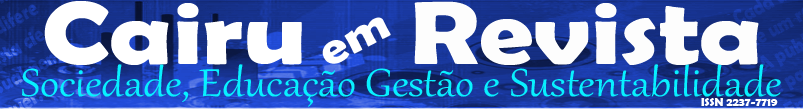 Cairu em Revista
Sociedade, Educação Gestão e Sustentabilidade
ISSN 2237-7719